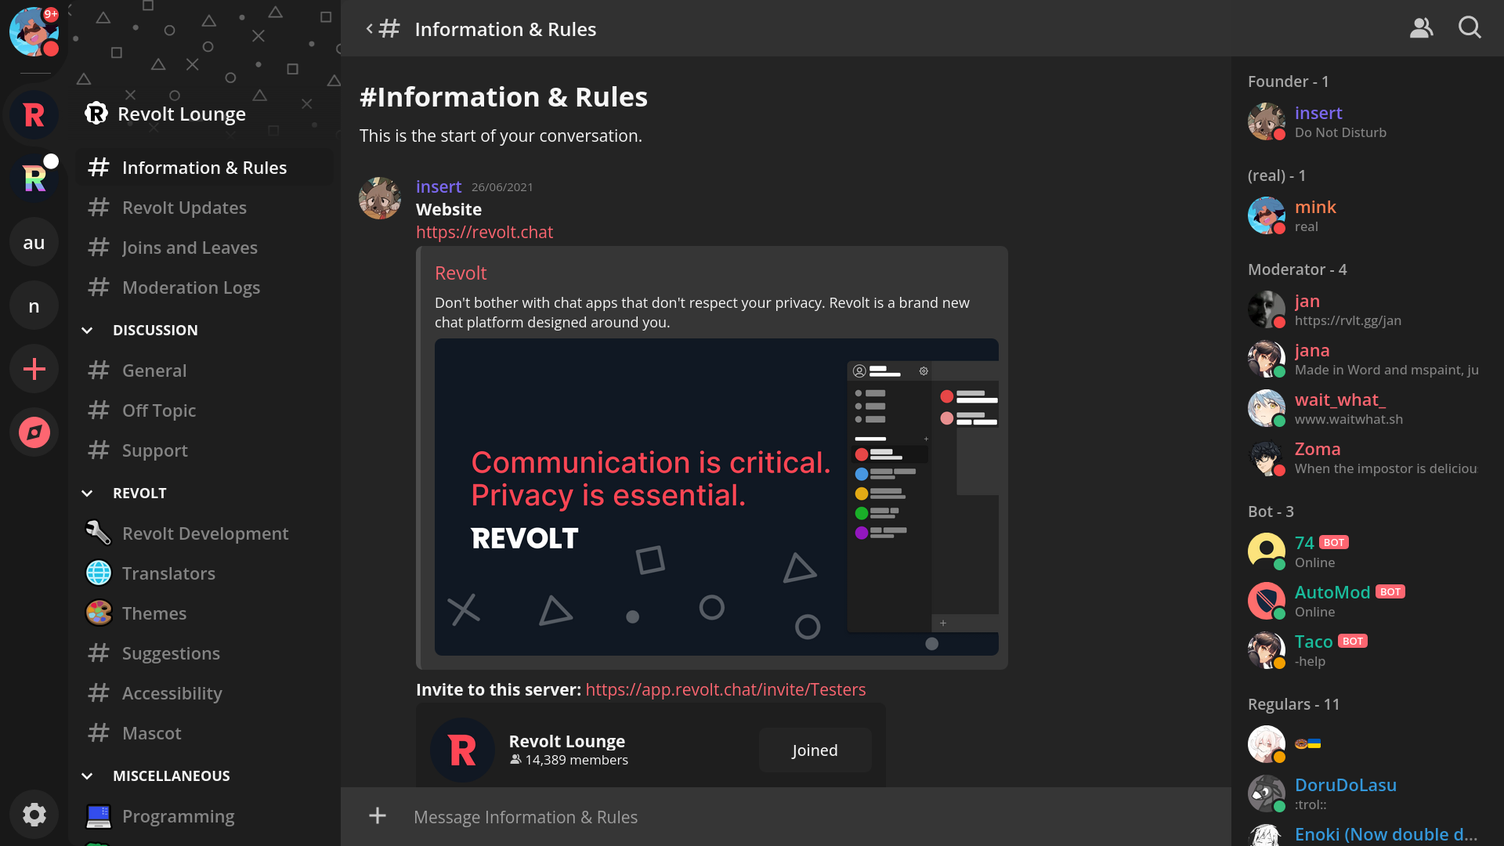 9+
au
n
Revolt Lounge
Information & Rules
Revolt Updates
Joins and Leaves
Moderation Logs
DISCUSSION
General
Off Topic
Support
REVOLT
Revolt Development
Translators
Themes
Suggestions
Accessibility
Mascot
MISCELLANEOUS
Programming
# Information & Rules
#Information & Rules
This is the start of your conversation.
insert 26/06/2021
Website
https://revolt.chat
Revolt
Don't bother with chat apps that don't respect your privacy. Revolt is a brand new
chat platform designed around you.
Communication is critical.
Privacy is essential.
REVOLT
Invite to this server: https://app.revolt.chat/invite/Testers
R
Revolt Lounge
14,389 members
Joined
Message Information & Rules
Founder - 1
insert
Do Not Disturb
(real) - 1
mink
real
Moderator - 4
jan
https://rvlt.gg/jan
jana
Made in Word and mspaint, ju
wait_what_
www.waitwhat.sh
Zoma
When the impostor is deliciou
Bot - 3
74 BOT
Online
AutoMod BOT
Online
Taco BOT
-help
Regulars - 11
DoruDoLasu
:trol::
Enoki (Now double d...